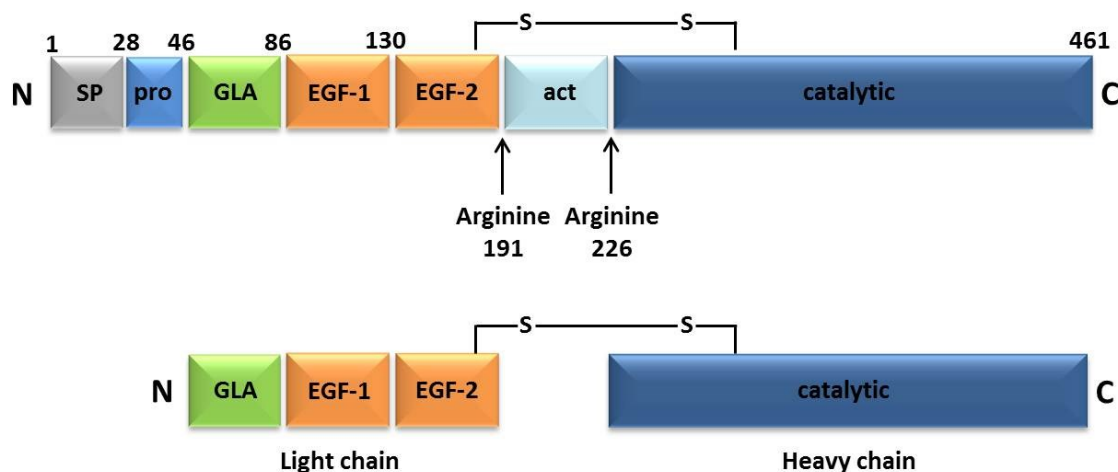 S S
1 28 46 86 130 461
N SP pro GLA EGF-1 EGF-2 act catalytic C
Arginine Arginine
191 226
S S
N GLA EGF-1 EGF-2 catalytic C
Light chain Heavy chain